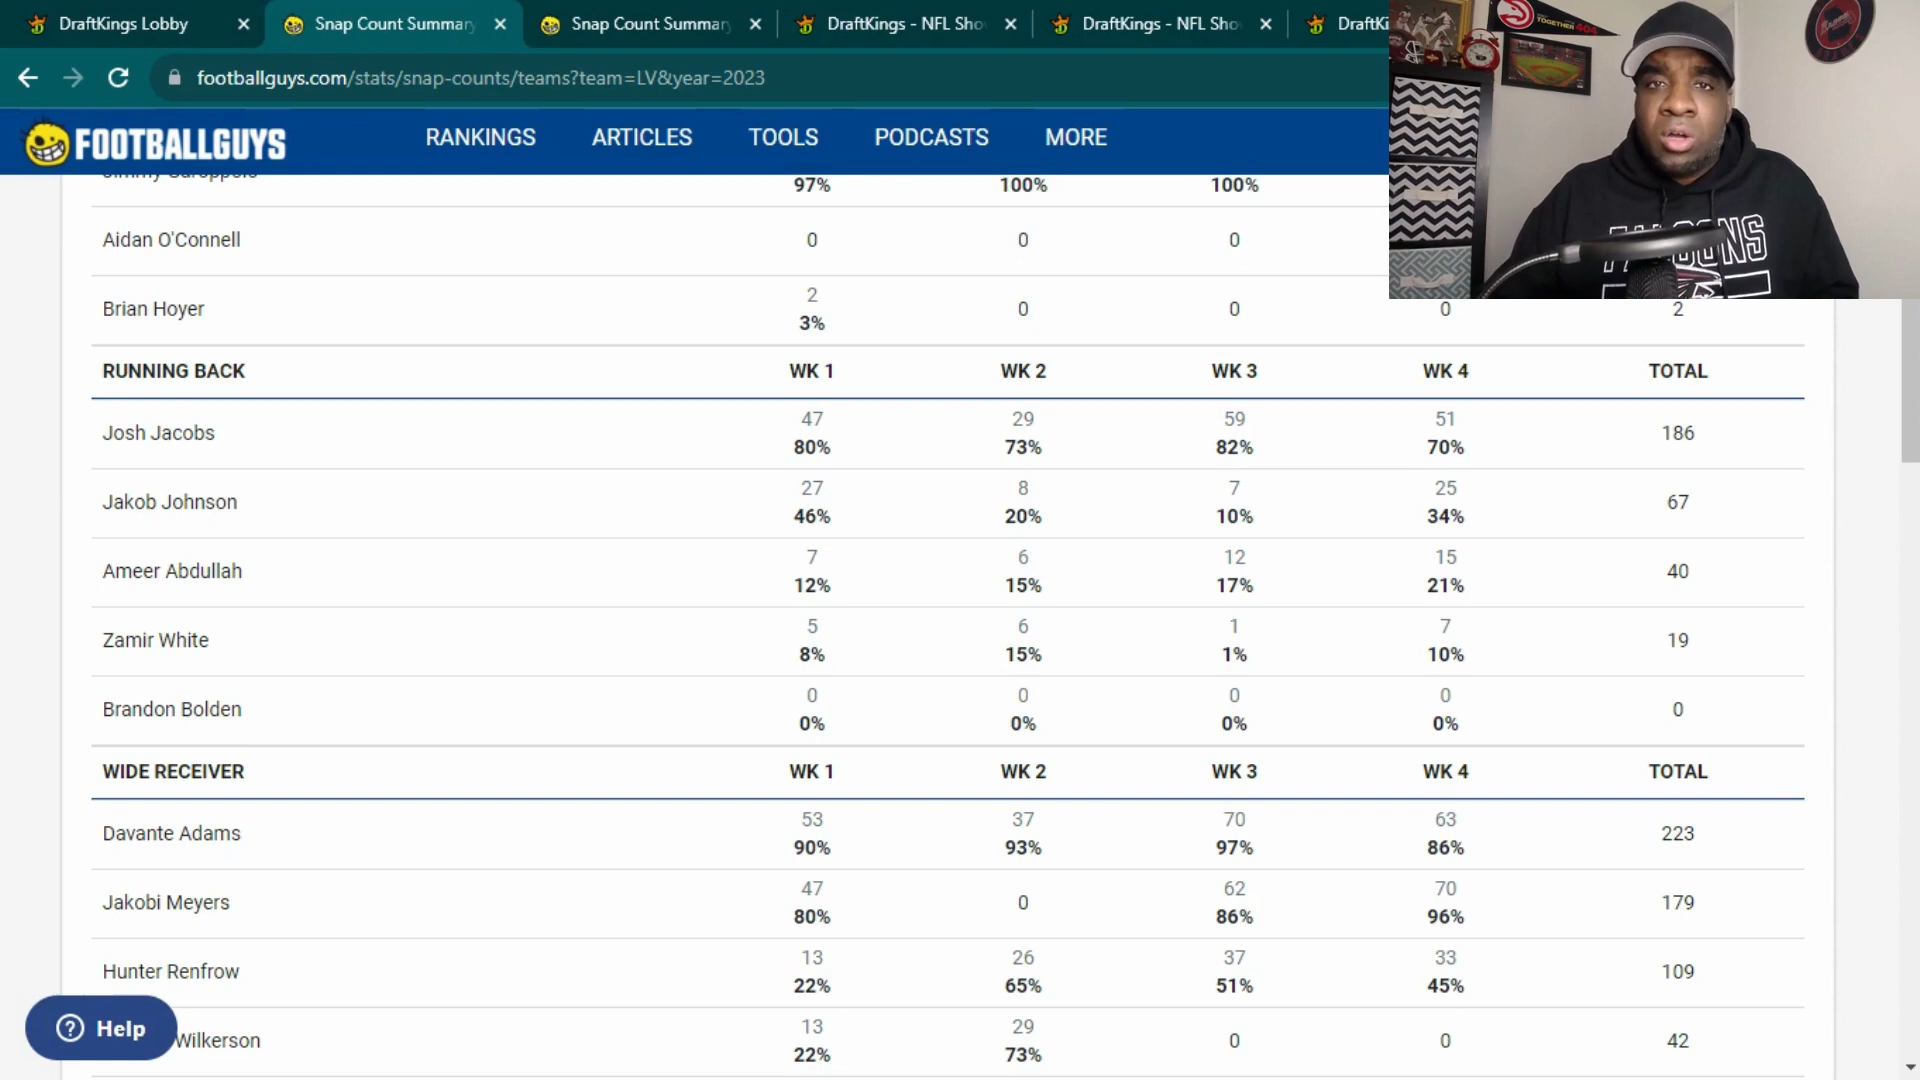 DraftKings Lobby
Snap Count Summar
Snap Count Summar
DraftKings - NFL Sho
DraftKings - NFL Sho
DraftKi
footballguys.com/stats/snap-counts/teams?team=LV&year=2023
FOOTBALLGUYS
RANKINGS
ARTICLES
TOOLS
PODCASTS
MORE
TOGETHER 404
FALCONS
97% 100% 100%
Aidan O'Connell 0 0 0
Brian Hoyer 2 3% 0 0 0 2
RUNNING BACK WK 1 WK 2 WK 3 WK 4 TOTAL
Josh Jacobs 47 80% 29 73% 59 82% 51 70% 186
Jakob Johnson 27 46% 8 20% 7 10% 25 34% 67
Ameer Abdullah 7 12% 6 15% 12 17% 15 21% 40
Zamir White 5 8% 6 15% 1 1% 7 10% 19
Brandon Bolden 0 0% 0 0% 0 0% 0 0% 0
WIDE RECEIVER WK 1 WK 2 WK 3 WK 4 TOTAL
Davante Adams 53 90% 37 93% 70 97% 63 86% 223
Jakobi Meyers 47 80% 0 62 86% 70 96% 179
Hunter Renfrow 13 22% 26 65% 37 51% 33 45% 109
Wilkerson 13 22% 29 73% 0 0 42
Help